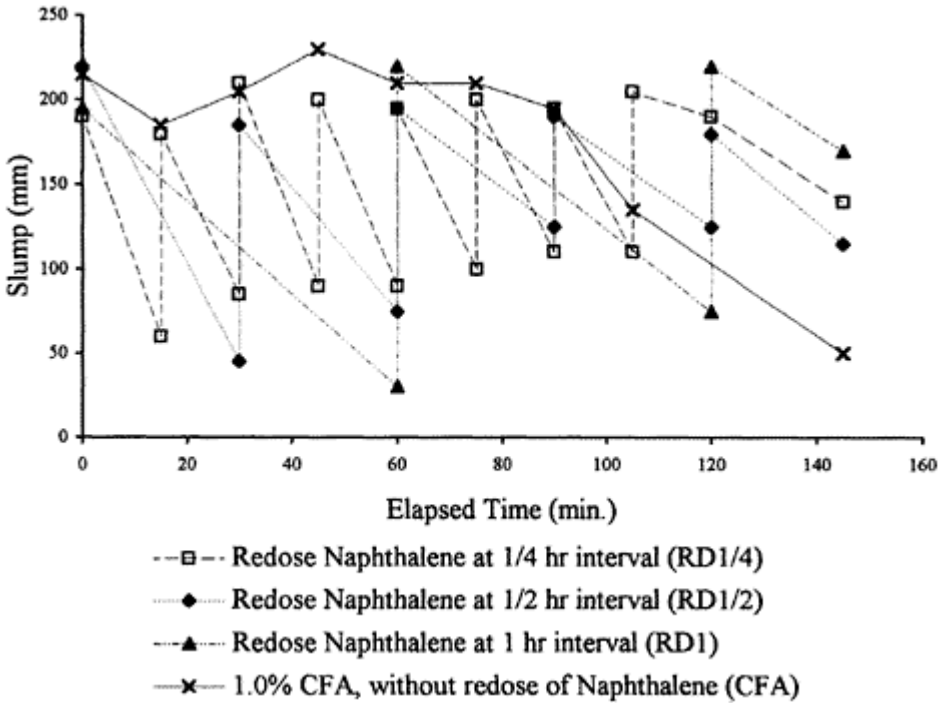 250
200
150
100
50
0
Slump (mm)
0 20 40 60 80 100 120 140 160
Elapsed Time (min.)
Redose Naphthalene at 1/4 hr interval (RD1/4)
Redose Naphthalene at 1/2 hr interval (RD1/2)
Redose Naphthalene at 1 hr interval (RD1)
1.0% CFA, without redose of Naphthalene (CFA)